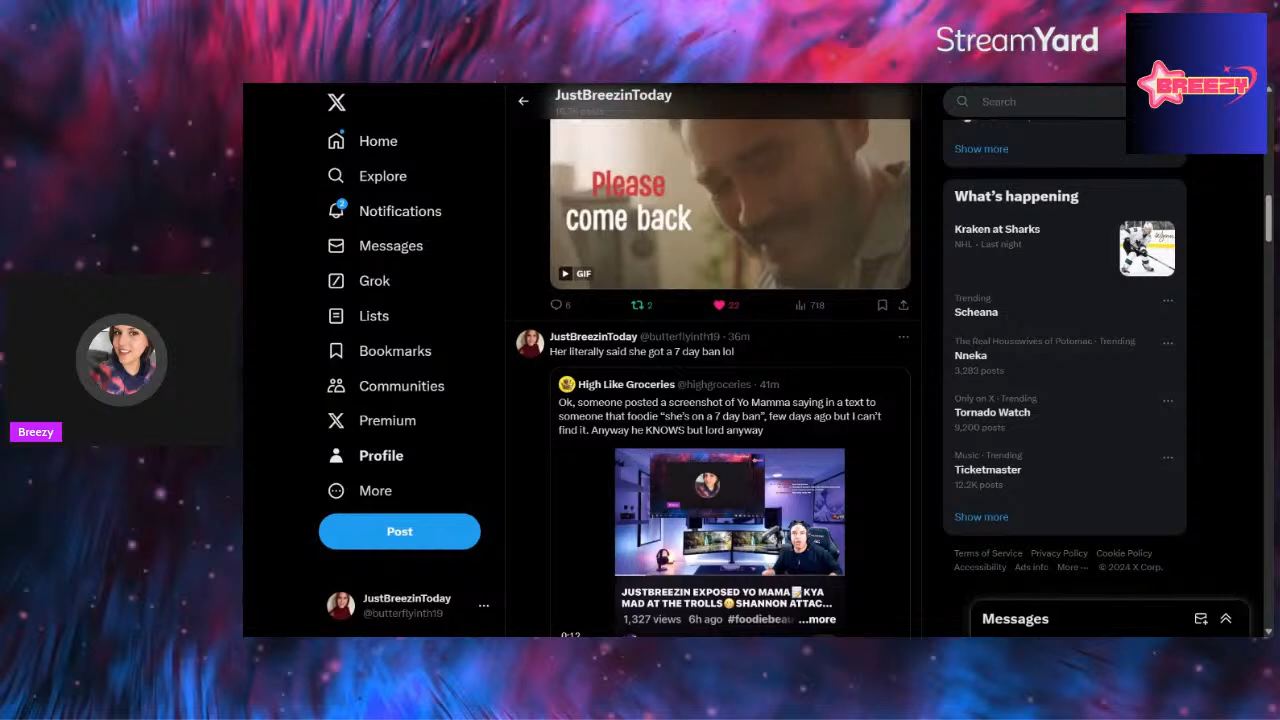 StreamYard
BREEZY
JustBreezinToday
Search
Home
Explore
2
Notifications
Messages
Grok
Lists
Bookmarks
Communities
Premium
Profile
More
Post
JustBreezinToday
@butterflyinth19
Breezy
Please
come back
GIF
6
2
22
718
JustBreezinToday @butterflyinth19 · 36m
Her literally said she got a 7 day ban lol
High Like Groceries @highgroceries · 41m
Ok, someone posted a screenshot of Yo Mamma saying in a text to
someone that foodie “she’s on a 7 day ban”, few days ago but I can’t
find it. Anyway he KNOWS but lord anyway
JUSTBREEZIN EXPOSED YO MAMA📝KYA
MAD AT THE TROLLS😳SHANNON ATTAC...
1,327 views 6h ago #foodiebeau ...more
0:12
Show more
What’s happening
Kraken at Sharks
NHL · Last night
Trending
Scheana
The Real Housewives of Potomac · Trending
Nneka
3,283 posts
Only on X · Trending
Tornado Watch
9,200 posts
Music · Trending
Ticketmaster
12.2K posts
Show more
Terms of Service Privacy Policy Cookie Policy
Accessibility Ads info More ··· © 2024 X Corp.
Messages